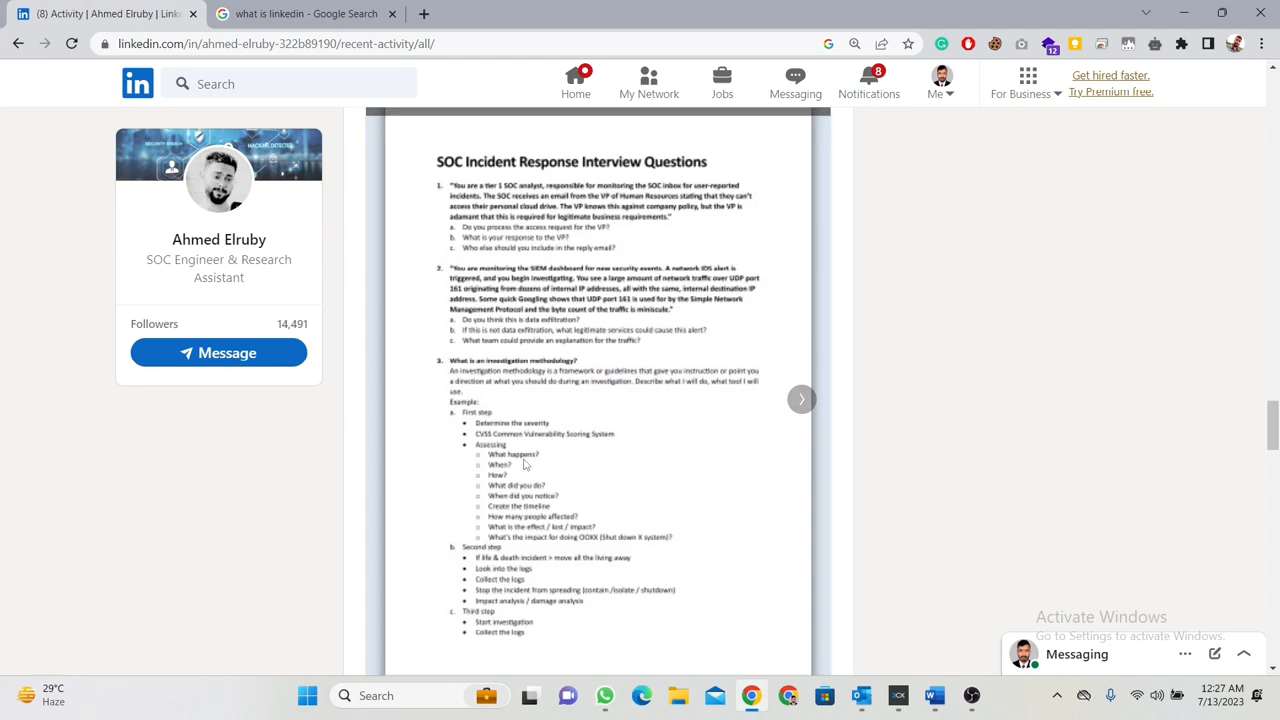 (8) Activity | Link
what is linkedin - Google Search
linkedin.com/in/ahmed-elruby-322b89190/recent-activity/all/
12
Search
Home
My Network
Jobs
Messaging
8
Notifications
Me
For Business
Get hired faster.
Try Premium free.
SECURITY BREACH
HACKING DETECTED
Ahmed Elruby
SOC Engineer & Research
Assistant
Followers 14,491
Message
SOC Incident Response Interview Questions
1. "You are a tier 1 SOC analyst, responsible for monitoring the SOC inbox for user-reported
incidents. The SOC receives an email from the VP of Human Resources stating that they can't
access their personal cloud drive. The VP knows this against company policy, but the VP is
adamant that this is required for legitimate business requirements."
a. Do you process the access request for the VP?
b. What is your response to the VP?
c. Who else should you include in the reply email?
2. "You are monitoring the SIEM dashboard for new security events. A network IDS alert is
triggered, and you begin investigating. You see a large amount of network traffic over UDP port
161 originating from dozens of internal IP addresses, all with the same, internal destination IP
address. Some quick Googling shows that UDP port 161 is used for by the Simple Network
Management Protocol and the byte count of the traffic is miniscule."
a. Do you think this is data exfiltration?
b. If this is not data exfiltration, what legitimate services could cause this alert?
c. What team could provide an explanation for the traffic?
3. What is an investigation methodology?
An investigation methodology is a framework or guidelines that gave you instruction or point you
a direction at what you should do during an investigation. Describe what I will do, what tool I will
use.
Example:
a. First step
• Determine the severity
• CVSS Common Vulnerability Scoring System
• Assessing
o What happens?
o When?
o How?
o What did you do?
o When did you notice?
o Create the timeline
o How many people affected?
o What is the effect / lost / impact?
o What's the impact for doing OOXX (Shut down X system)?
b. Second step
• If life & death incident > move all the living away
• Look into the logs
• Collect the logs
• Stop the incident from spreading (contain /isolate / shutdown)
• Impact analysis / damage analysis
c. Third step
• Start investigation
• Collect the logs
Activate Windows
Go to Settings to activate Windows.
Messaging
29°C
Search
12:27 AM
7/13/2023